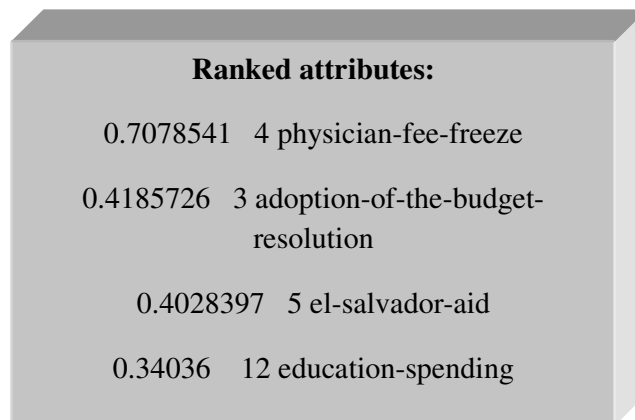 Ranked attributes:
0.7078541 4 physician-fee-freeze
0.4185726 3 adoption-of-the-budget-
resolution
0.4028397 5 el-salvador-aid
0.34036 12 education-spending